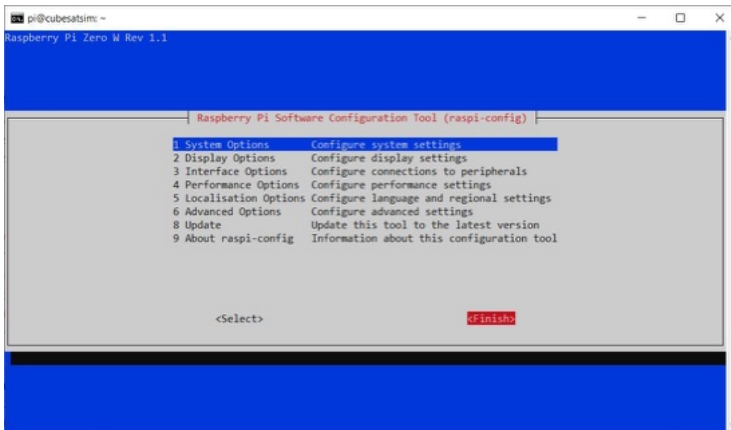 pi@cubesatsim: ~
Raspberry Pi Zero W Rev 1.1
Raspberry Pi Software Configuration Tool (raspi-config)
1 System Options Configure system settings
2 Display Options Configure display settings
3 Interface Options Configure connections to peripherals
4 Performance Options Configure performance settings
5 Localisation Options Configure language and regional settings
6 Advanced Options Configure advanced settings
8 Update Update this tool to the latest version
9 About raspi-config Information about this configuration tool
<Select> <Finish>